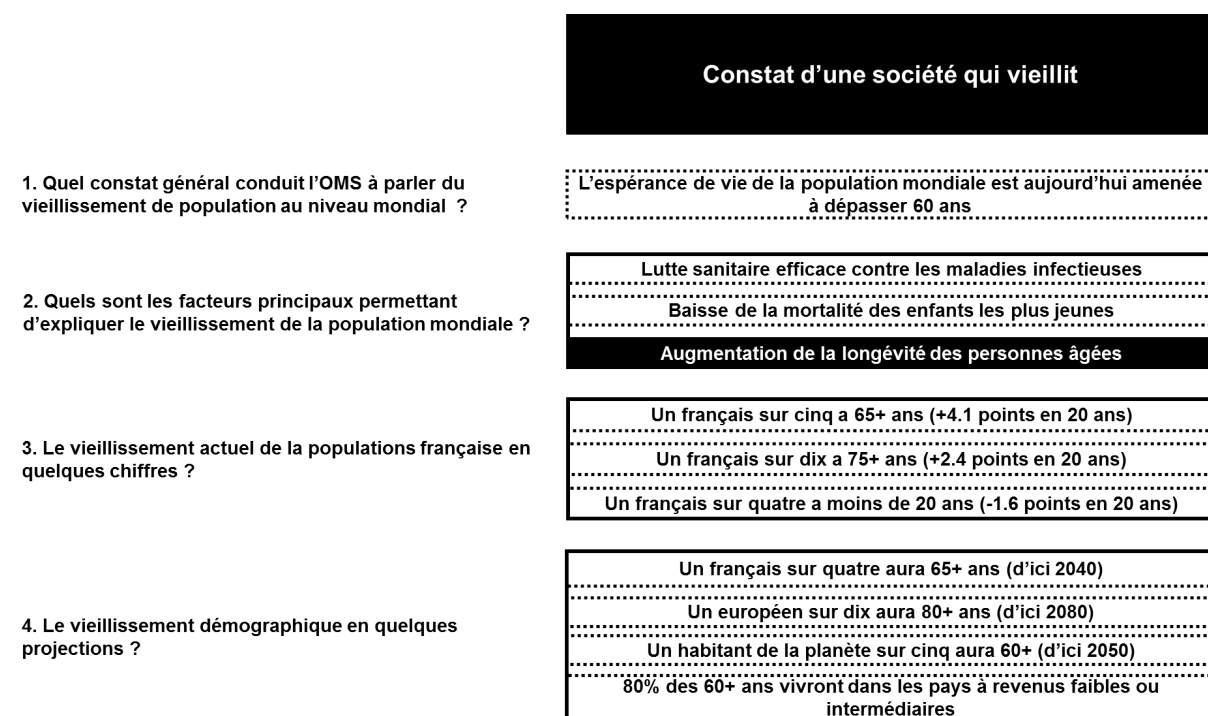 Constat d’une société qui vieillit
1. Quel constat général conduit l’OMS à parler du
vieillissement de population au niveau mondial ?
L’espérance de vie de la population mondiale est aujourd’hui amenée
à dépasser 60 ans
2. Quels sont les facteurs principaux permettant
d’expliquer le vieillissement de la population mondiale ?
Lutte sanitaire efficace contre les maladies infectieuses
Baisse de la mortalité des enfants les plus jeunes
Augmentation de la longévité des personnes âgées
3. Le vieillissement actuel de la populations française en
quelques chiffres ?
Un français sur cinq a 65+ ans (+4.1 points en 20 ans)
Un français sur dix a 75+ ans (+2.4 points en 20 ans)
Un français sur quatre a moins de 20 ans (-1.6 points en 20 ans)
4. Le vieillissement démographique en quelques
projections ?
Un français sur quatre aura 65+ ans (d’ici 2040)
Un européen sur dix aura 80+ ans (d’ici 2080)
Un habitant de la planète sur cinq aura 60+ (d’ici 2050)
80% des 60+ ans vivront dans les pays à revenus faibles ou
intermédiaires